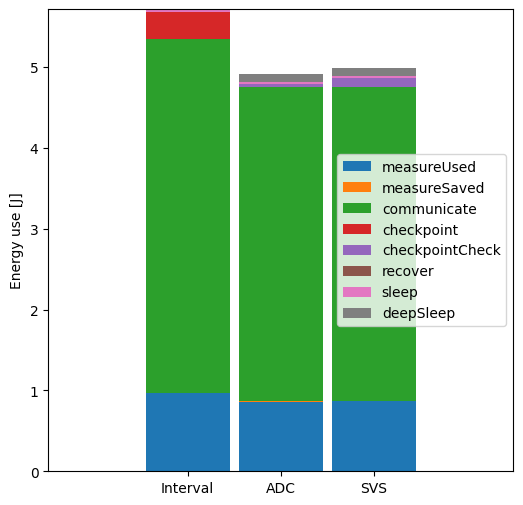 Energy use [J]
5
4
3
2
1
0
measureUsed
measureSaved
communicate
checkpoint
checkpointCheck
recover
sleep
deepSleep
Interval
ADC
SVS